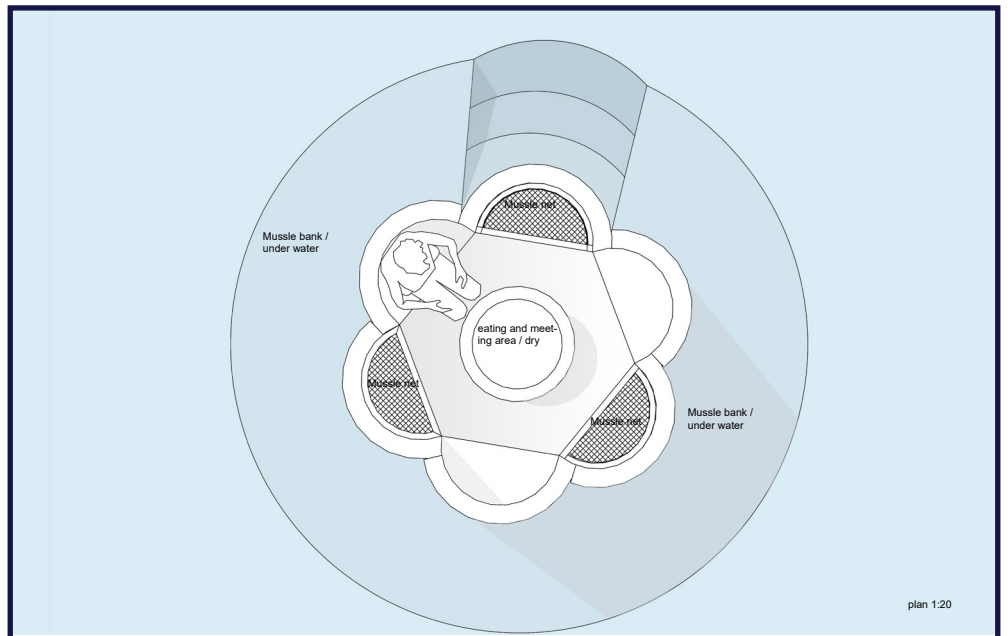 Mussle net
Mussle bank /
under water
eating and meet-
ing area / dry
Mussle net
Mussle net
Mussle bank /
under water
plan 1:20